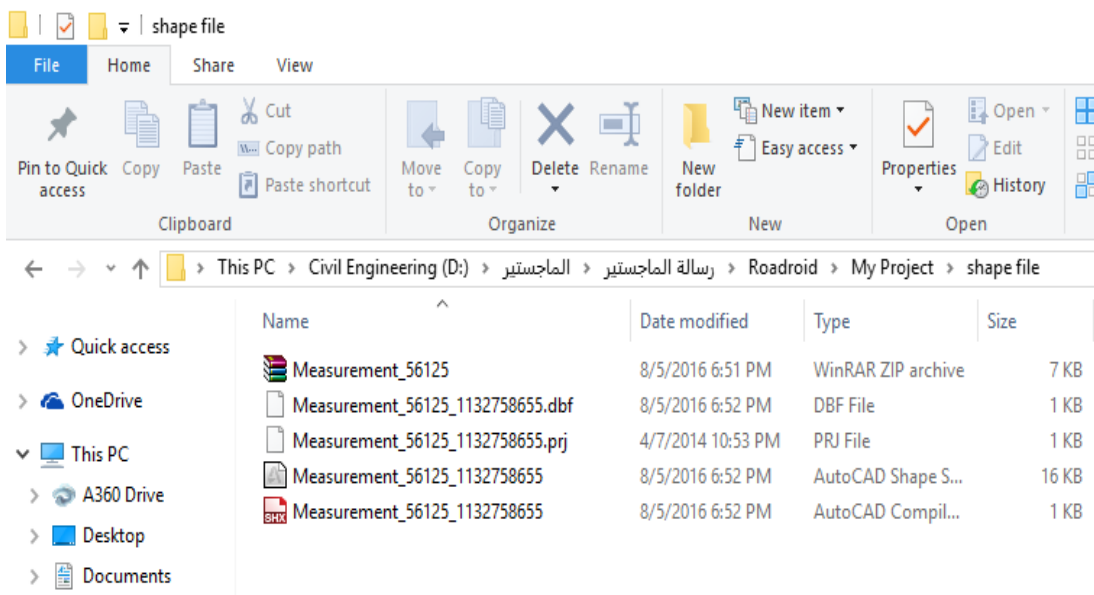 shape file
File Home Share View
Pin to Quick access
Copy
Paste
Cut
Copy path
Paste shortcut
Clipboard
Move to
Copy to
Delete
Rename
Organize
New folder
New item
Easy access
New
Properties
Open
Edit
History
Open
This PC > Civil Engineering (D:) > الماجستير > رسالة الماجستير > Roadroid > My Project > shape file
Name Date modified Type Size
Measurement_56125 8/5/2016 6:51 PM WinRAR ZIP archive 7 KB
Measurement_56125_1132758655.dbf 8/5/2016 6:52 PM DBF File 1 KB
Measurement_56125_1132758655.prj 4/7/2014 10:53 PM PRJ File 1 KB
Measurement_56125_1132758655 8/5/2016 6:52 PM AutoCAD Shape S... 16 KB
SHX Measurement_56125_1132758655 8/5/2016 6:52 PM AutoCAD Compil... 1 KB
Quick access
OneDrive
This PC
A360 Drive
Desktop
Documents